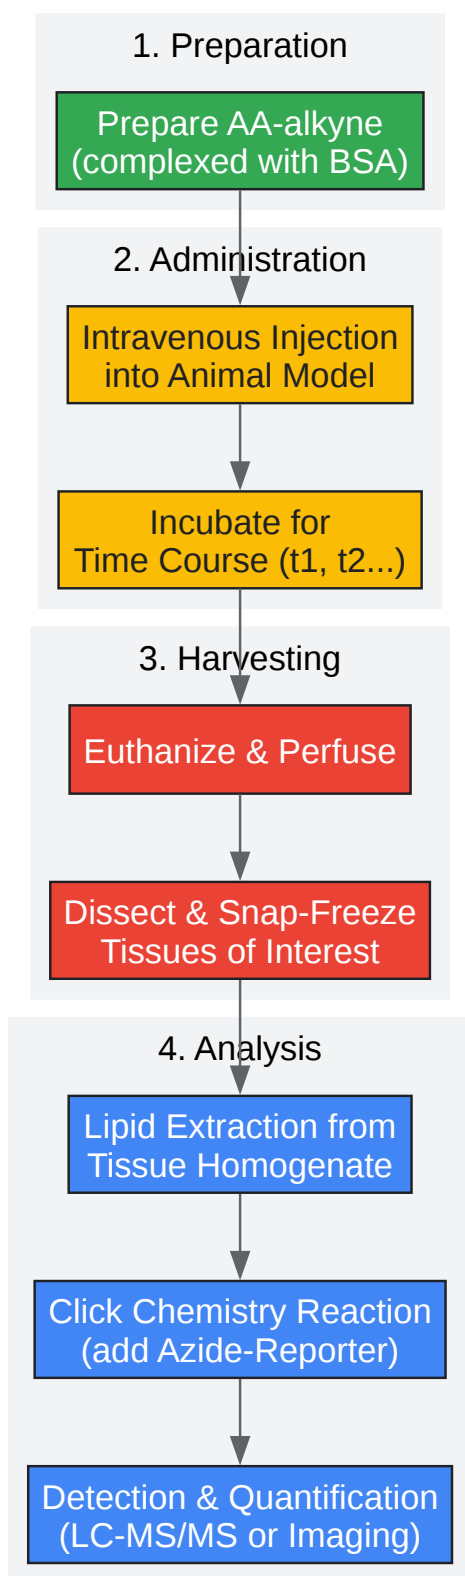 1. Preparation
Prepare AA-alkyne
(complexed with BSA)
2. Administration
Intravenous Injection
into Animal Model
Incubate for
Time Course (t1, t2...)
3. Harvesting
Euthanize & Perfuse
Dissect & Snap-Freeze
Tissues of Interest
4. Analysis
Lipid Extraction from
Tissue Homogenate
Click Chemistry Reaction
(add Azide-Reporter)
Detection & Quantification
(LC-MS/MS or Imaging)